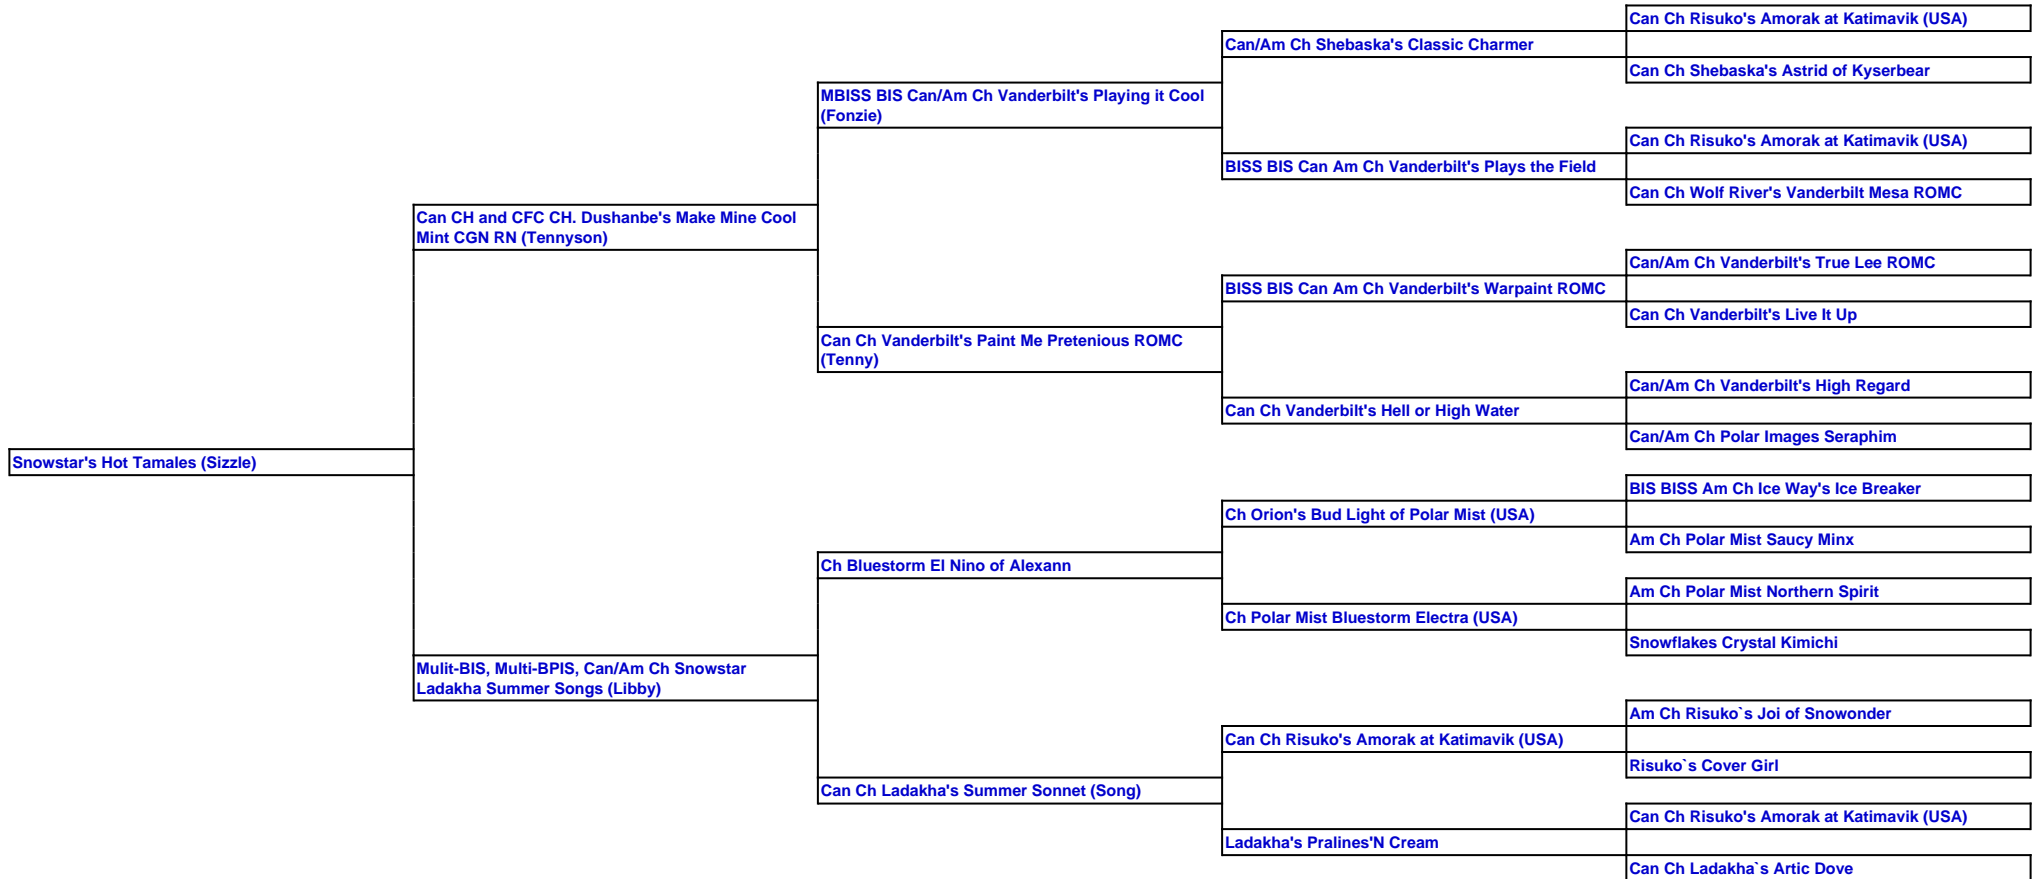 Can Ch Risuko's Amorak at Katimavik (USA)
Can/Am Ch Shebaska's Classic Charmer
Can Ch Shebaska's Astrid of Kyserbear
MBISS BIS Can/Am Ch Vanderbilt's Playing it Cool
(Fonzie)
Can Ch Risuko's Amorak at Katimavik (USA)
BISS BIS Can Am Ch Vanderbilt's Plays the Field
Can Ch Wolf River's Vanderbilt Mesa ROMC
Can CH and CFC CH. Dushanbe's Make Mine Cool
Mint CGN RN (Tennyson)
Can/Am Ch Vanderbilt's True Lee ROMC
BISS BIS Can Am Ch Vanderbilt's Warpaint ROMC
Can Ch Vanderbilt's Live It Up
Can Ch Vanderbilt's Paint Me Pretenious ROMC
(Tenny)
Can/Am Ch Vanderbilt's High Regard
Can Ch Vanderbilt's Hell or High Water
Can/Am Ch Polar Images Seraphim
Snowstar's Hot Tamales (Sizzle)
BIS BISS Am Ch Ice Way's Ice Breaker
Ch Orion's Bud Light of Polar Mist (USA)
Am Ch Polar Mist Saucy Minx
Ch Bluestorm El Nino of Alexann
Am Ch Polar Mist Northern Spirit
Ch Polar Mist Bluestorm Electra (USA)
Snowflakes Crystal Kimichi
Mulit-BIS, Multi-BPIS, Can/Am Ch Snowstar
Ladakha Summer Songs (Libby)
Am Ch Risuko`s Joi of Snowonder
Can Ch Risuko's Amorak at Katimavik (USA)
Risuko`s Cover Girl
Can Ch Ladakha's Summer Sonnet (Song)
Can Ch Risuko's Amorak at Katimavik (USA)
Ladakha's Pralines'N Cream
Can Ch Ladakha`s Artic Dove